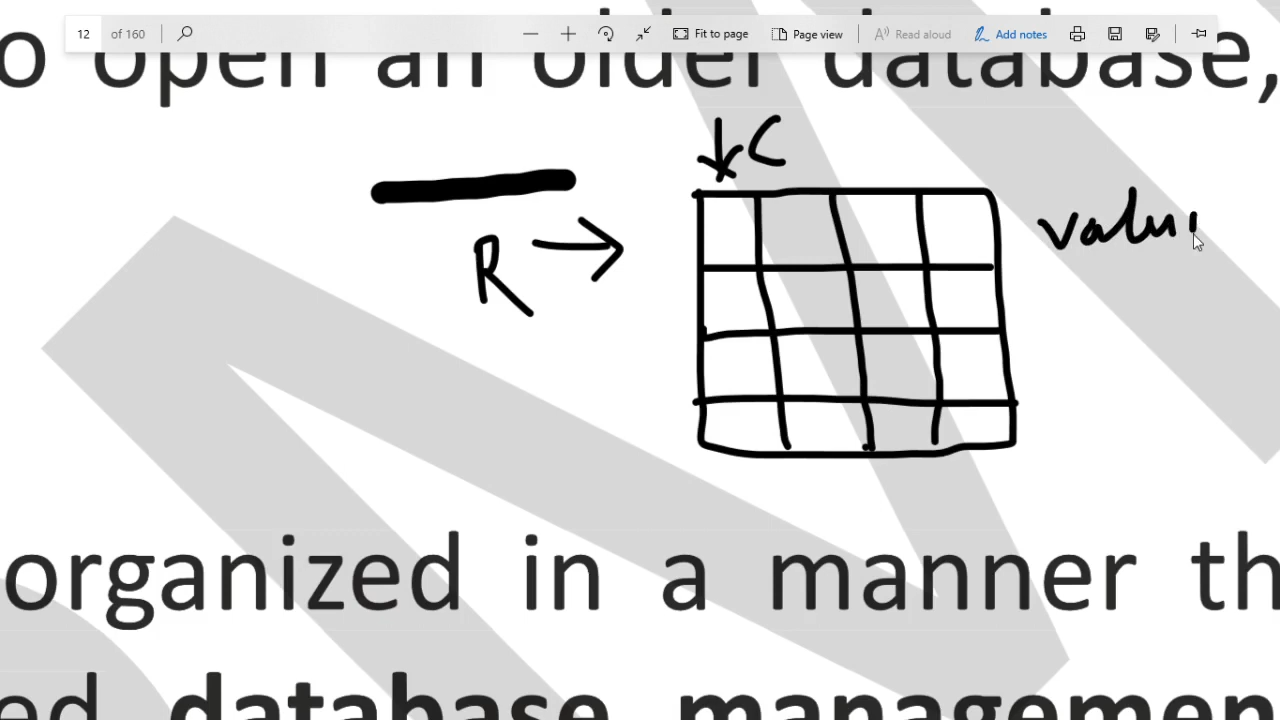 12 of 160 Fit to page Page view Read aloud Add notes
o open an older database,
C
R
valu
organized in a manner th
ed database managemen